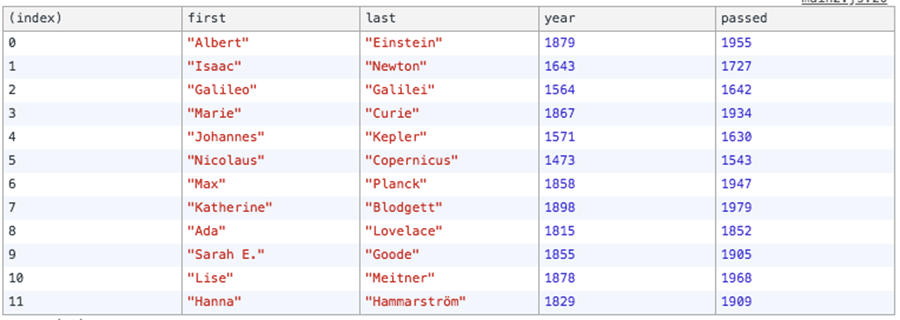 (index) first last year passed
0 "Albert" "Einstein" 1879 1955
1 "Isaac" "Newton" 1643 1727
2 "Galileo" "Galilei" 1564 1642
3 "Marie" "Curie" 1867 1934
4 "Johannes" "Kepler" 1571 1630
5 "Nicolaus" "Copernicus" 1473 1543
6 "Max" "Planck" 1858 1947
7 "Katherine" "Blodgett" 1898 1979
8 "Ada" "Lovelace" 1815 1852
9 "Sarah E." "Goode" 1855 1905
10 "Lise" "Meitner" 1878 1968
11 "Hanna" "Hammarström" 1829 1909